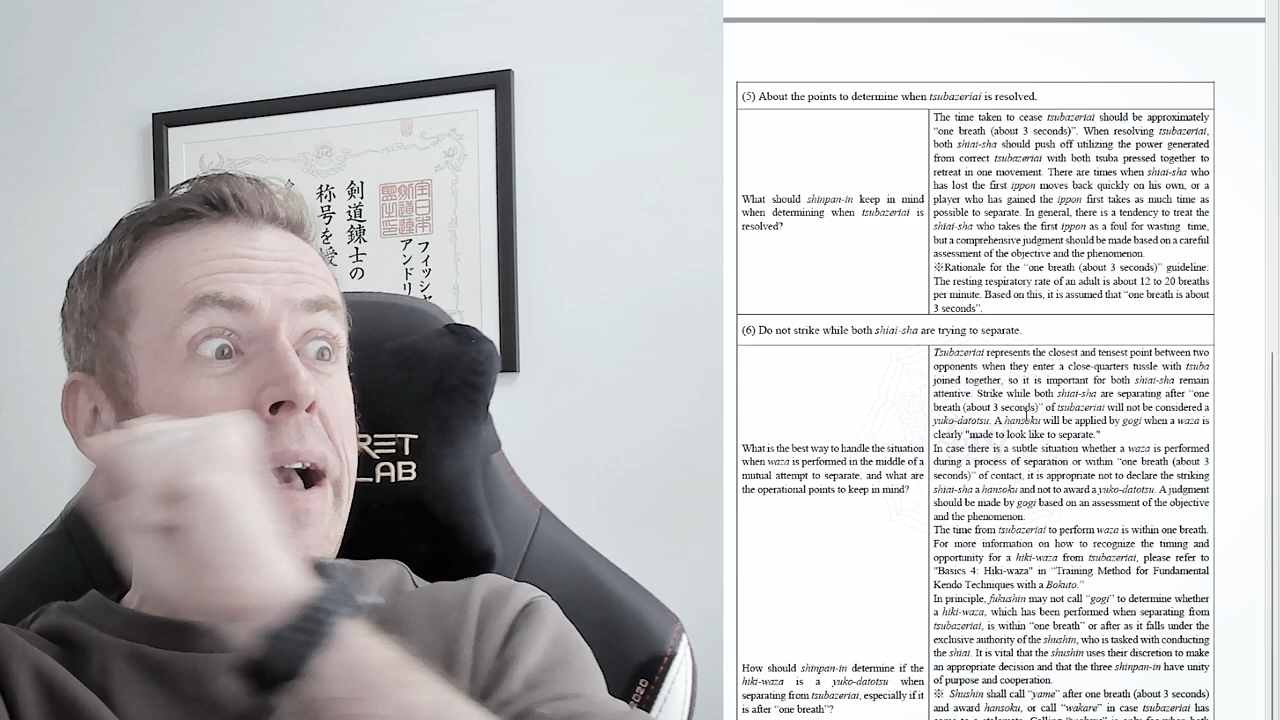 剣道錬士の
称号を授
フィッシャ
アンドリ
RET
LAB
(5) About the points to determine when tsubazeriai is resolved.
What should shinpan-in keep in mind
when determining when tsubazeriai is
resolved?
The time taken to cease tsubazeriai should be approximately
“one breath (about 3 seconds)”. When resolving tsubazeriai,
both shiai-sha should push off utilizing the power generated
from correct tsubazeriai with both tsuba pressed together to
retreat in one movement. There are times when shiai-sha who
has lost the first ippon moves back quickly on his own, or a
player who has gained the ippon first takes as much time as
possible to separate. In general, there is a tendency to treat the
shiai-sha who takes the first ippon as a foul for wasting time,
but a comprehensive judgment should be made based on a careful
assessment of the objective and the phenomenon.
※Rationale for the “one breath (about 3 seconds)” guideline:
The resting respiratory rate of an adult is about 12 to 20 breaths
per minute. Based on this, it is assumed that “one breath is about
3 seconds”.
(6) Do not strike while both shiai-sha are trying to separate.
What is the best way to handle the situation
when waza is performed in the middle of a
mutual attempt to separate, and what are
the operational points to keep in mind?
Tsubazeriai represents the closest and tensest point between two
opponents when they enter a close-quarters tussle with tsuba
joined together, so it is important for both shiai-sha remain
attentive. Strike while both shiai-sha are separating after “one
breath (about 3 seconds)” of tsubazeriai will not be considered a
yuko-datotsu. A hansoku will be applied by gogi when a waza is
clearly "made to look like to separate."
In case there is a subtle situation whether a waza is performed
during a process of separation or within “one breath (about 3
seconds)” of contact, it is appropriate not to declare the striking
shiai-sha a hansoku and not to award a yuko-datotsu. A judgment
should be made by gogi based on an assessment of the objective
and the phenomenon.
The time from tsubazeriai to perform waza is within one breath.
For more information on how to recognize the timing and
opportunity for a hiki-waza from tsubazeriai, please refer to
"Basics 4: Hiki-waza" in “Training Method for Fundamental
Kendo Techniques with a Bokuto.”
How should shinpan-in determine if the
hiki-waza is a yuko-datotsu when
separating from tsubazeriai, especially if it
is after “one breath”?
In principle, fukushin may not call “gogi” to determine whether
a hiki-waza, which has been performed when separating from
tsubazeriai, is within “one breath” or after as it falls under the
exclusive authority of the shushin, who is tasked with conducting
the shiai. It is vital that the shushin uses their discretion to make
an appropriate decision and that the three shinpan-in have unity
of purpose and cooperation.
※ Shushin shall call “yame” after one breath (about 3 seconds)
and award hansoku, or call “wakare” in case tsubazeriai has